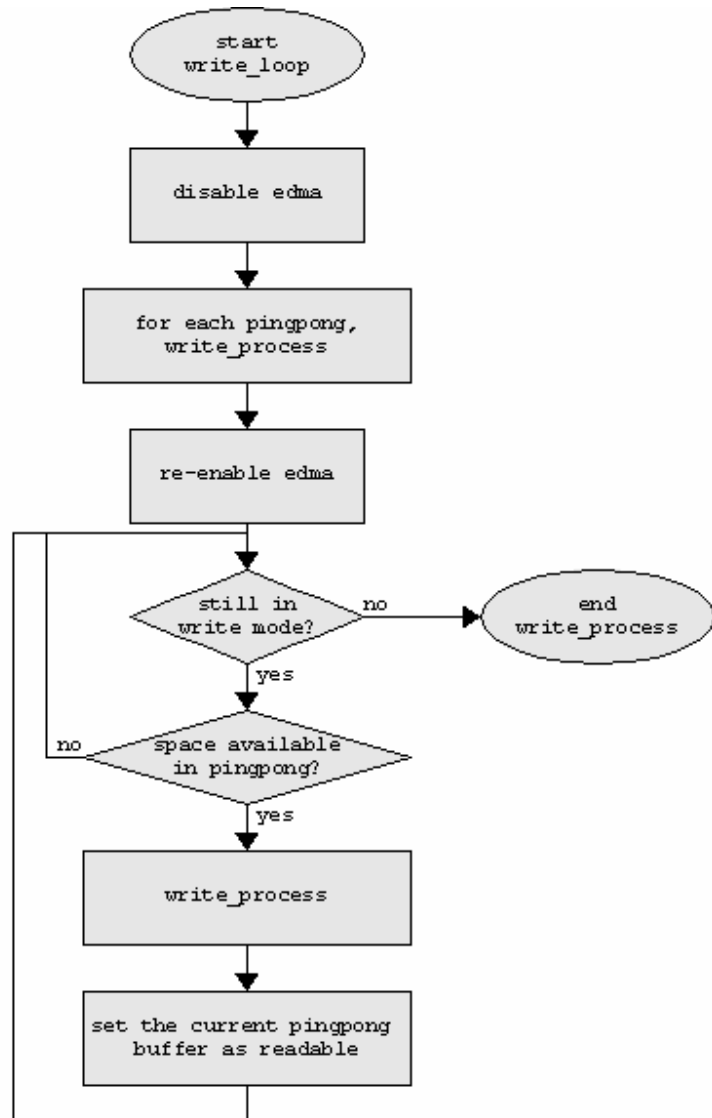 start
write_loop
disable edma
for each pingpong,
write_process
re-enable edma
still in
write mode?
no
end
write_process
yes
space available
in pingpong?
no
yes
write_process
set the current pingpong
buffer as readable